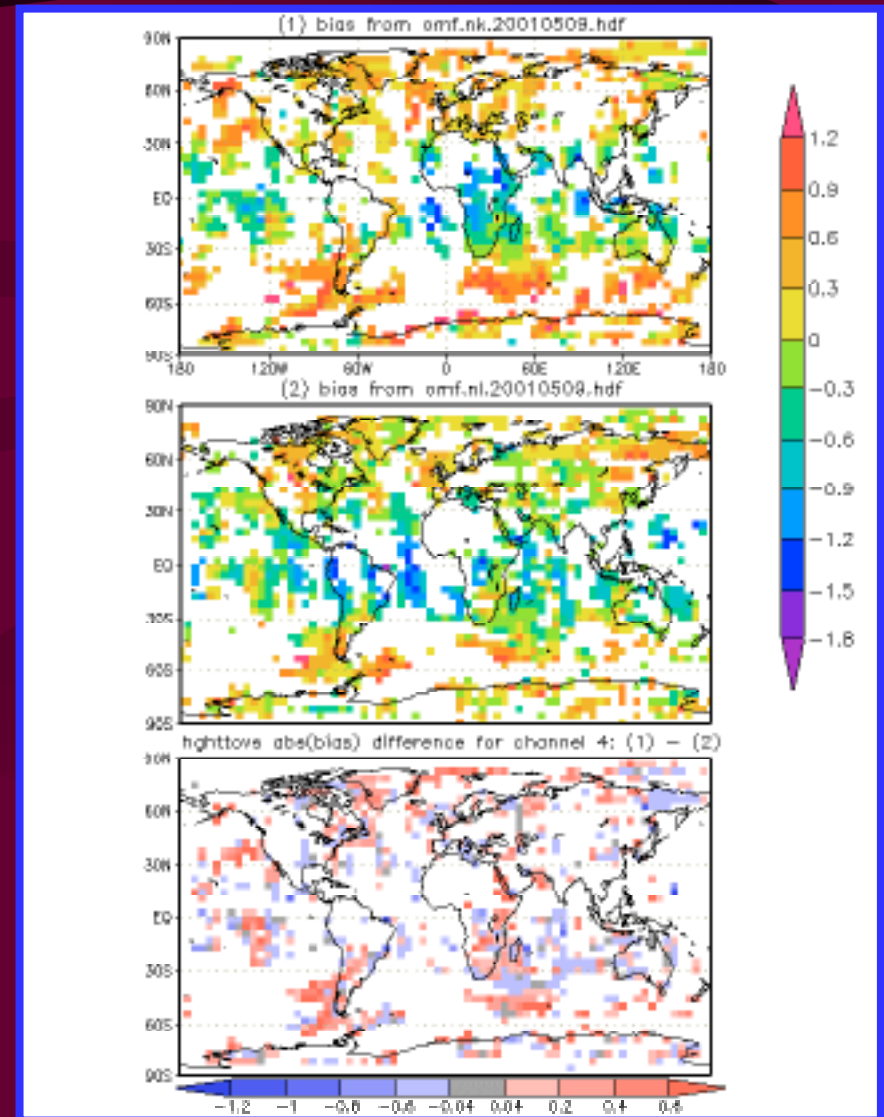 (1) bias from omf.nk.20010509.hdf
90N
60N
30N
EQ
30S
60S
90S
180 120W 60W 0 60E 120E 180
(2) bias from omf.nl.20010509.hdf
90N
60N
30N
EQ
30S
60S
90S
hghttovs abs(bias) difference for channel 4: (1) - (2)
90N
60N
30N
EQ
30S
60S
90S
-1.2 -1 -0.8 -0.6 -0.04 0.04 0.2 0.4 0.6
1.2
0.9
0.6
0.3
0
-0.3
-0.6
-0.9
-1.2
-1.5
-1.8